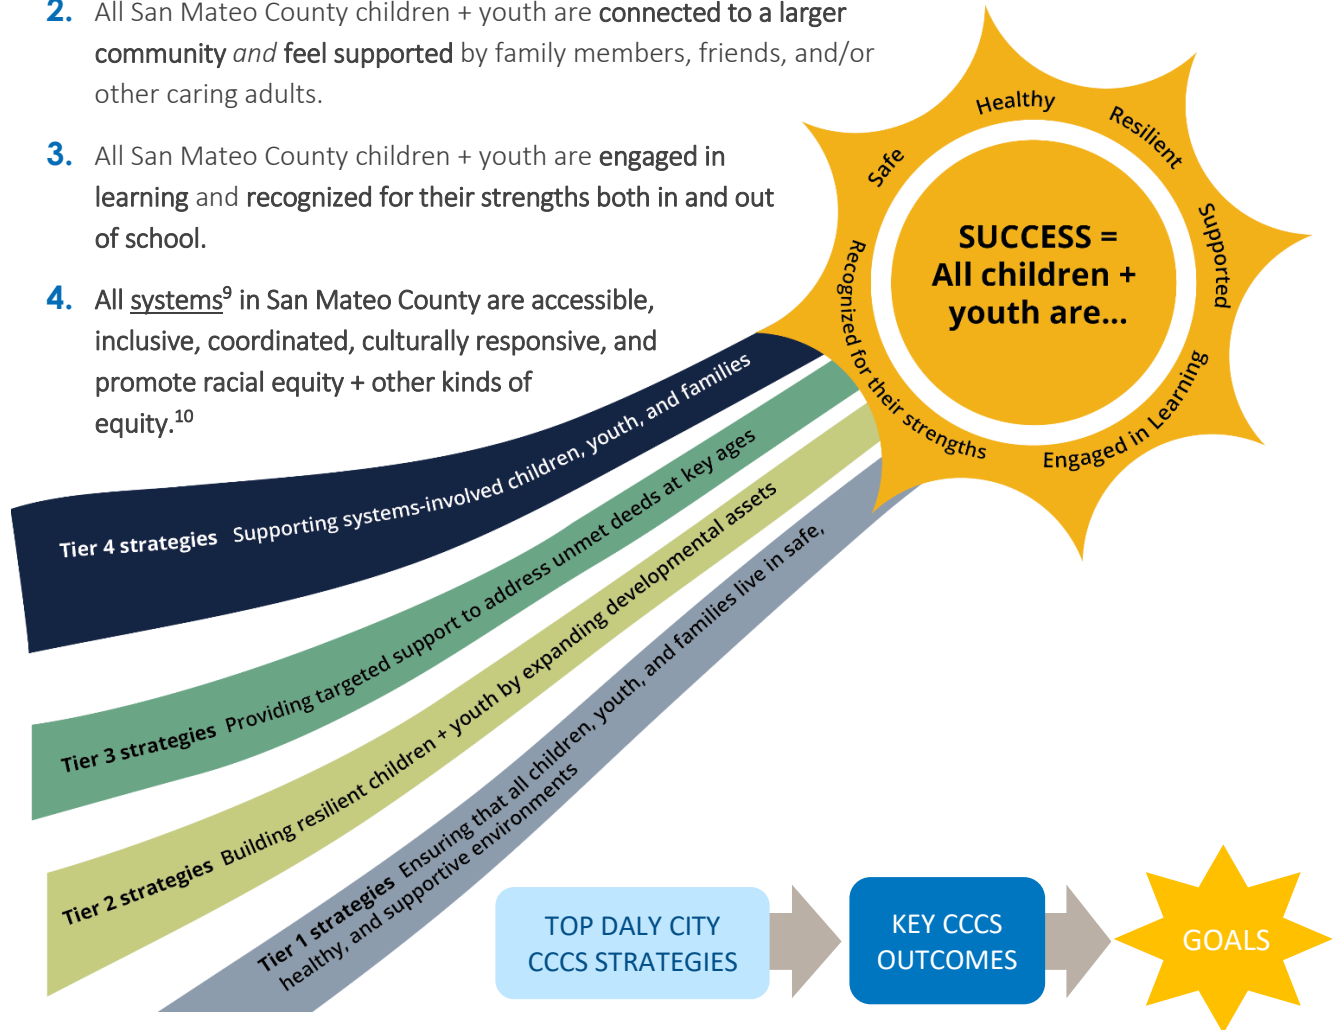 2. All San Mateo County children + youth are connected to a larger
community and feel supported by family members, friends, and/or
other caring adults.
3. All San Mateo County children + youth are engaged in
learning and recognized for their strengths both in and out
of school.
4. All systems⁹ in San Mateo County are accessible,
inclusive, coordinated, culturally responsive, and
promote racial equity + other kinds of
equity.¹⁰
Safe
Healthy
Resilient
Supported
Engaged in Learning
Recognized for their strengths
SUCCESS =
All children +
youth are...
Tier 4 strategies Supporting systems-involved children, youth, and families
Tier 3 strategies Providing targeted support to address unmet deeds at key ages
Tier 2 strategies Building resilient children + youth by expanding developmental assets
Tier 1 strategies Ensuring that all children, youth, and families live in safe,
healthy, and supportive environments
TOP DALY CITY
CCCS STRATEGIES
KEY CCCS
OUTCOMES
GOALS